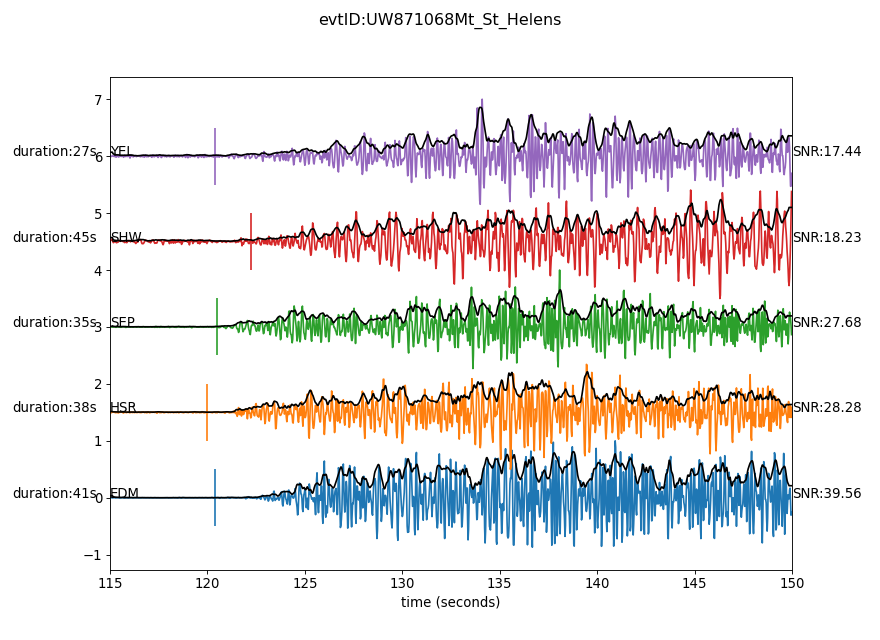 evtID:UW871068Mt_St_Helens
7
duration:27s YEL 6 SNR:17.44
5
duration:45s SHW SNR:18.23
4
duration:35s SEP 3 SNR:27.68
2
duration:38s HSR SNR:28.28
1
duration:41s EDM 0 SNR:39.56
−1
115 120 125 130 135 140 145 150
time (seconds)